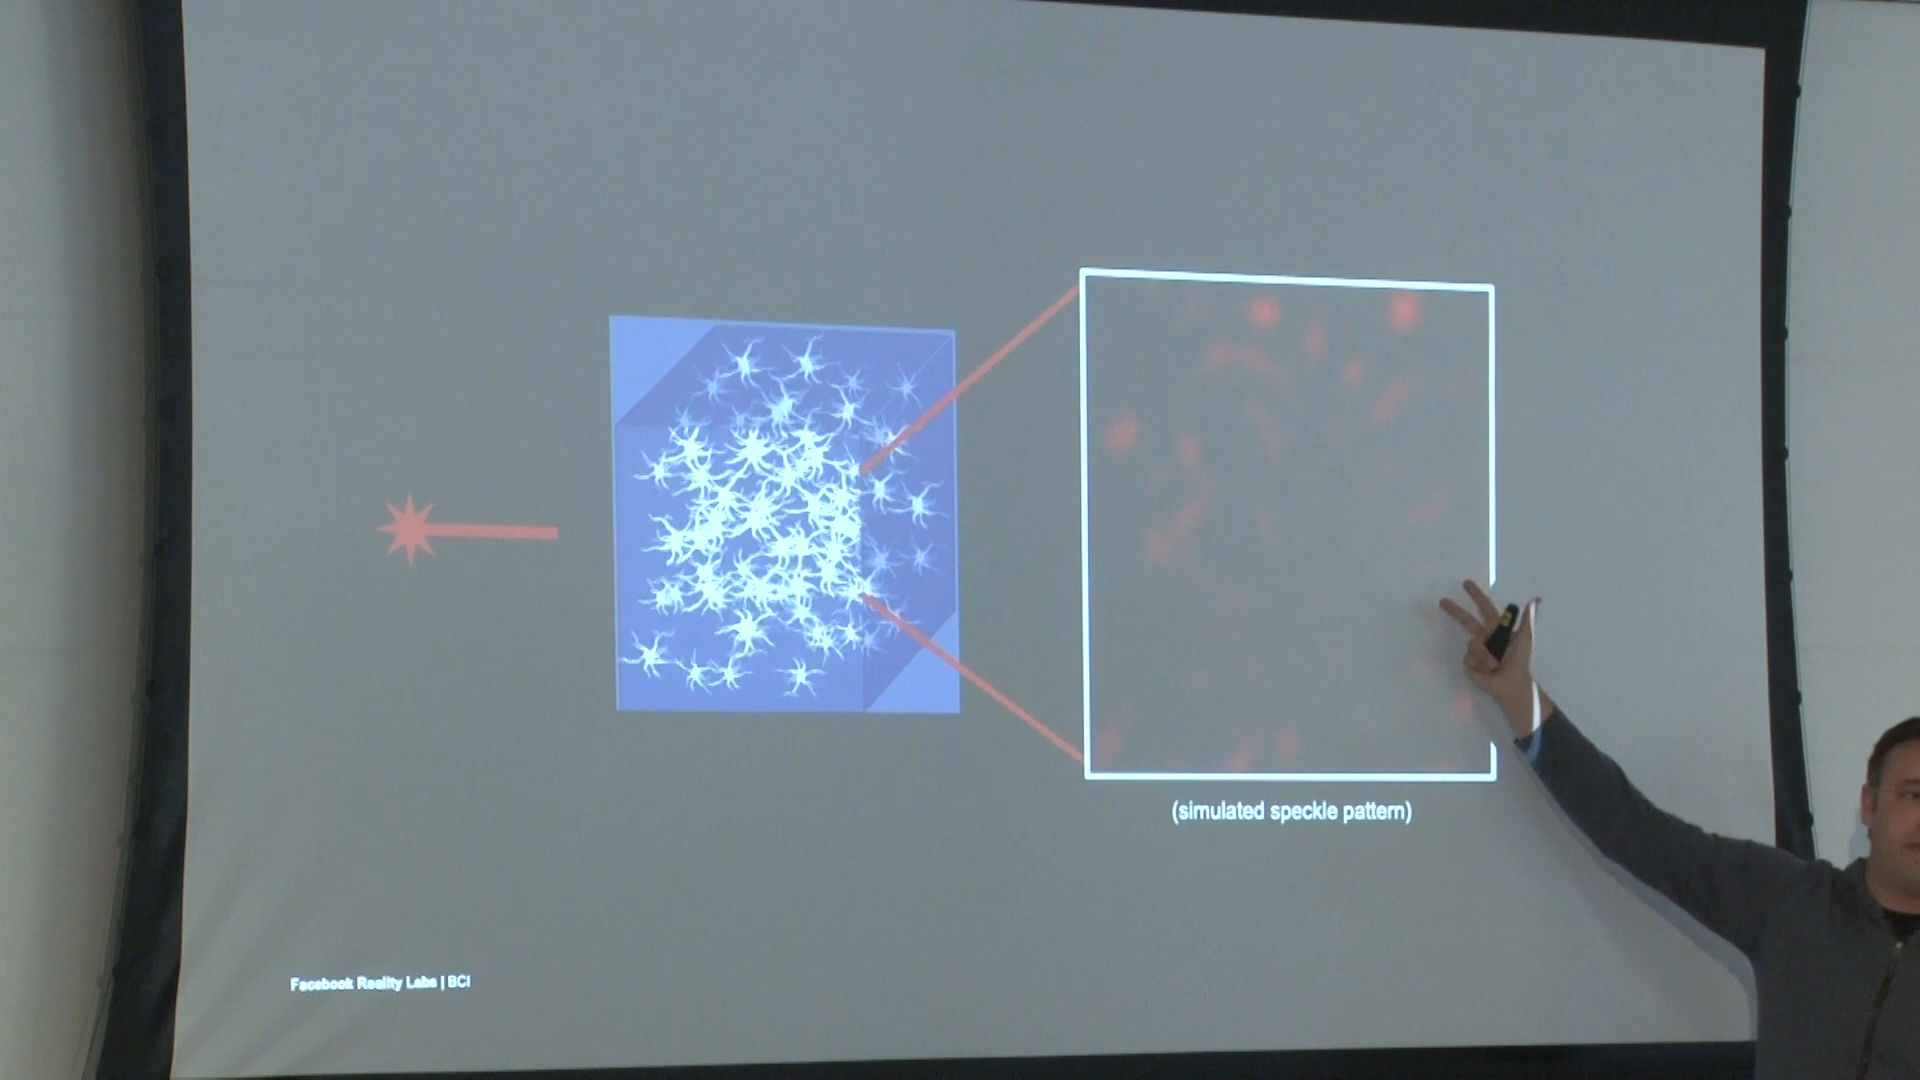 (simulated speckle pattern)
Facebook Reality Labs | BCI